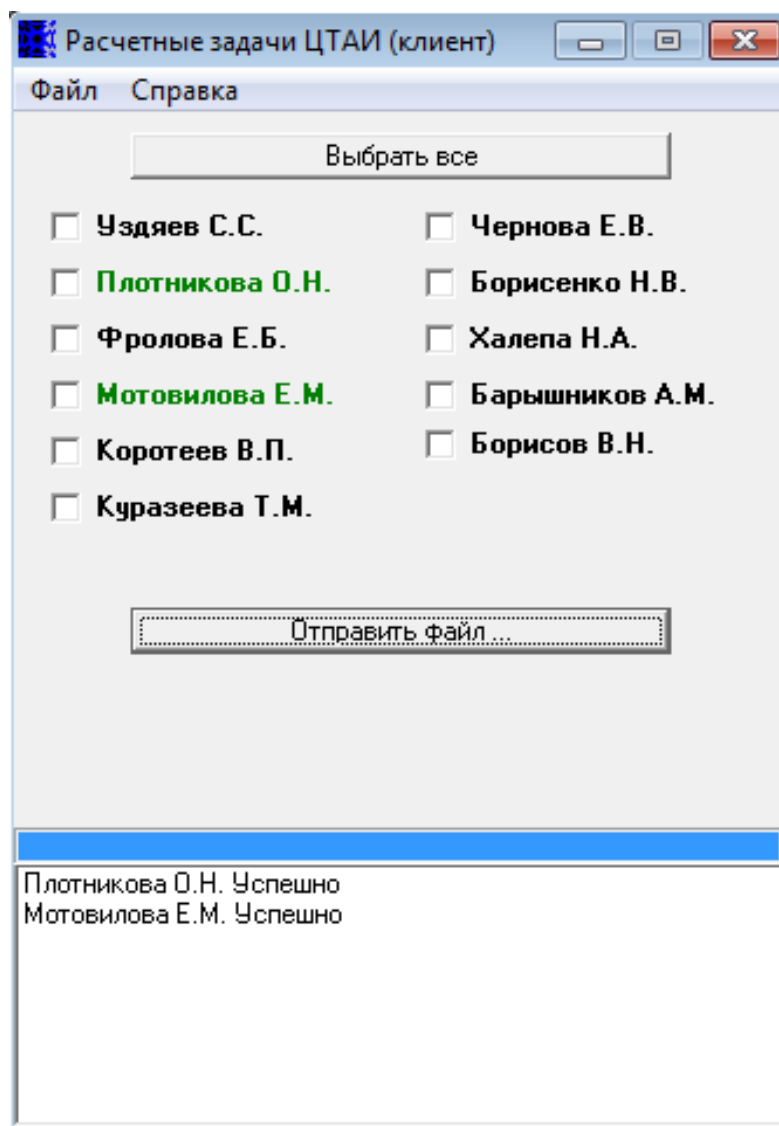 Расчетные задачи ЦТАИ (клиент)
Файл Справка
Выбрать все
Уздяев С.С.
Плотникова О.Н.
Фролова Е.Б.
Мотовилова Е.М.
Коротеев В.П.
Куразеева Т.М.
Чернова Е.В.
Борисенко Н.В.
Халепа Н.А.
Барышников А.М.
Борисов В.Н.
Отправить файл ...
Плотникова О.Н. Успешно
Мотовилова Е.М. Успешно